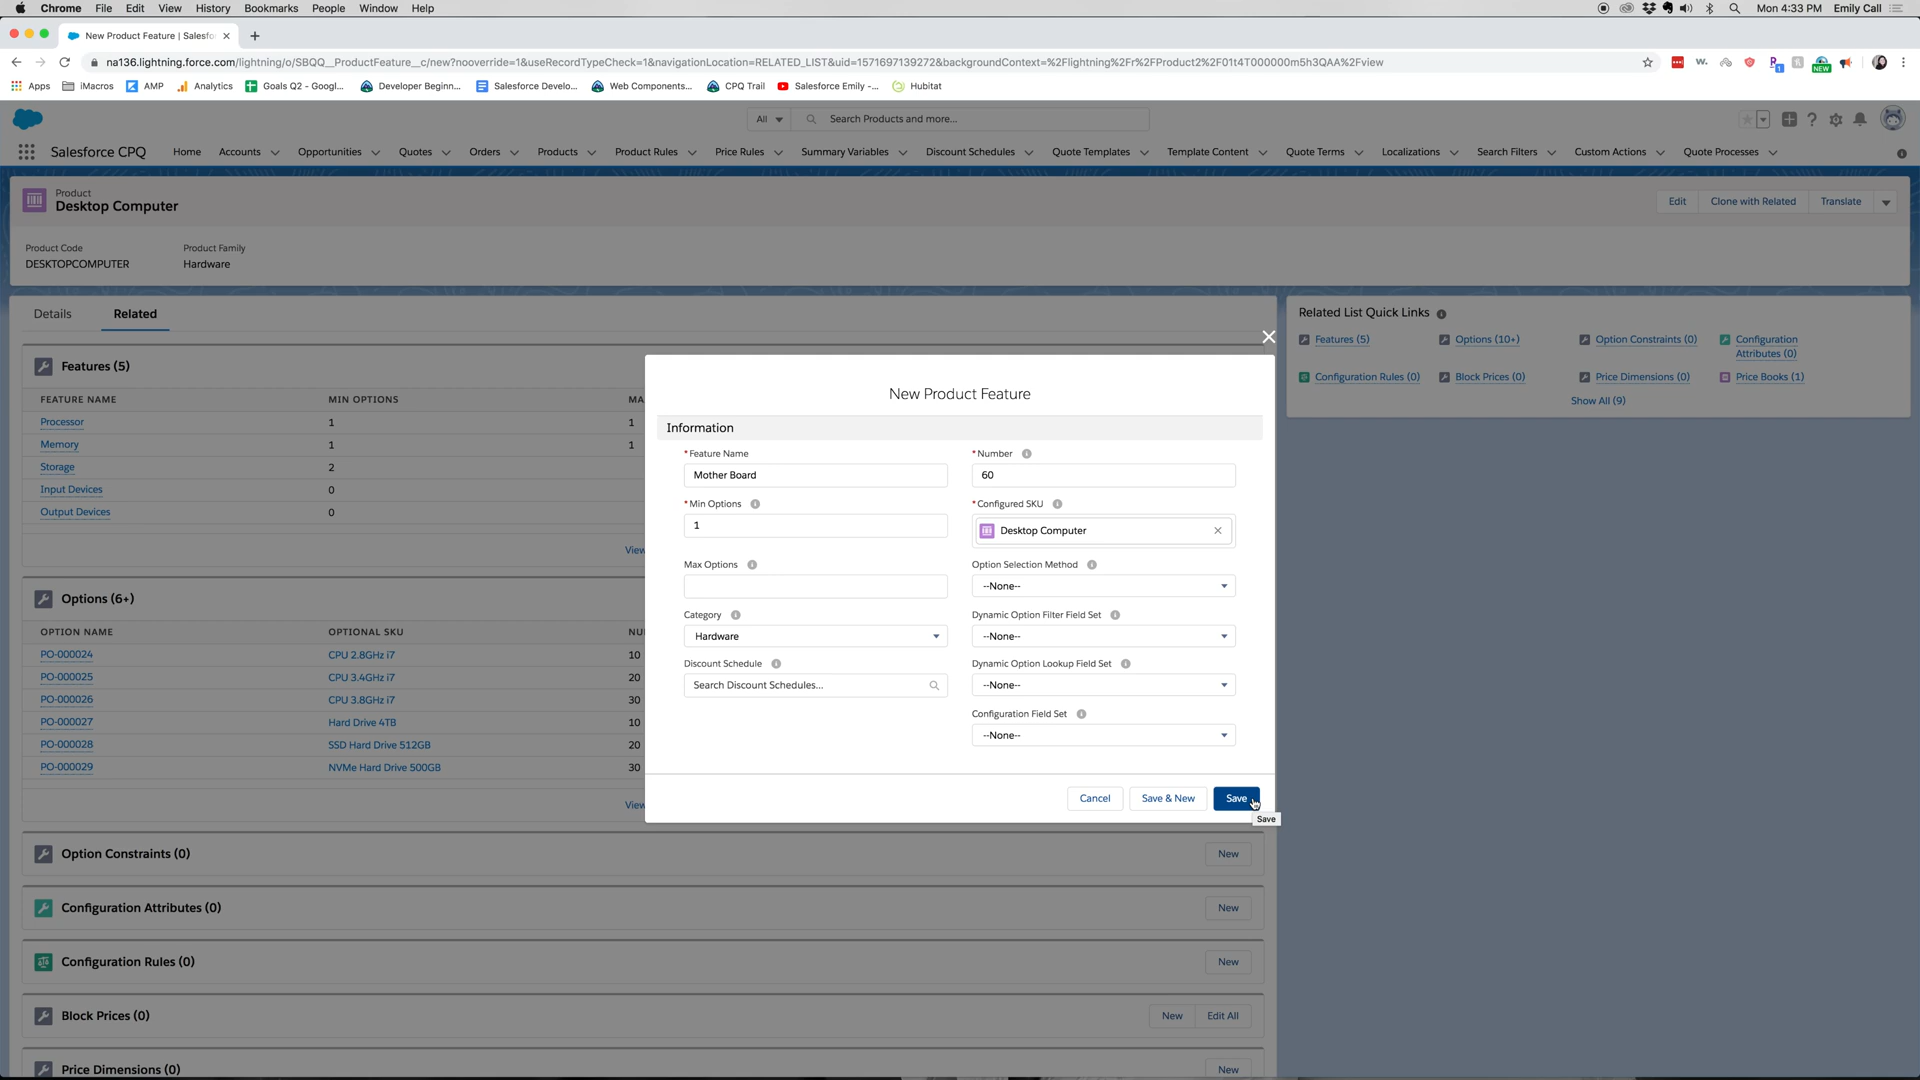 Chrome File Edit View History Bookmarks People Window Help Mon 4:33 PM Emily Call
New Product Feature | Salesfo
na136.lightning.force.com/lightning/o/SBQQ__ProductFeature__c/new?nooverride=1&useRecordTypeCheck=1&navigationLocation=RELATED_LIST&uid=1571697139272&backgroundContext=%2Flightning%2Fr%2FProduct2%2F01t4T000000m5h3QAA%2Fview
Apps iMacros AMP Analytics Goals Q2 - Googl... Developer Beginn... Salesforce Develo... Web Components... CPQ Trail Salesforce Emily -... Hubitat
All Search Products and more...
Salesforce CPQ Home Accounts Opportunities Quotes Orders Products Product Rules Price Rules Summary Variables Discount Schedules Quote Templates Template Content Quote Terms Localizations Search Filters Custom Actions Quote Processes
Product
Desktop Computer
Edit Clone with Related Translate
Product Code Product Family
DESKTOPCOMPUTER Hardware
Details Related
Features (5)
FEATURE NAME MIN OPTIONS MA
Processor 1 1
Memory 1 1
Storage 2
Input Devices 0
Output Devices 0
View
Options (6+)
OPTION NAME OPTIONAL SKU NU
PO-000024 CPU 2.8GHz i7 10
PO-000025 CPU 3.4GHz i7 20
PO-000026 CPU 3.8GHz i7 30
PO-000027 Hard Drive 4TB 10
PO-000028 SSD Hard Drive 512GB 20
PO-000029 NVMe Hard Drive 500GB 30
View
Option Constraints (0) New
Configuration Attributes (0) New
Configuration Rules (0) New
Block Prices (0) New Edit All
Price Dimensions (0) New
Related List Quick Links
Features (5) Options (10+) Option Constraints (0) Configuration
Attributes (0)
Configuration Rules (0) Block Prices (0) Price Dimensions (0) Price Books (1)
Show All (9)
New Product Feature
Information
*Feature Name *Number
Mother Board 60
*Min Options *Configured SKU
1 Desktop Computer
Max Options Option Selection Method
--None--
Category Dynamic Option Filter Field Set
Hardware --None--
Discount Schedule Dynamic Option Lookup Field Set
Search Discount Schedules... --None--
Configuration Field Set
--None--
Cancel Save & New Save
Save